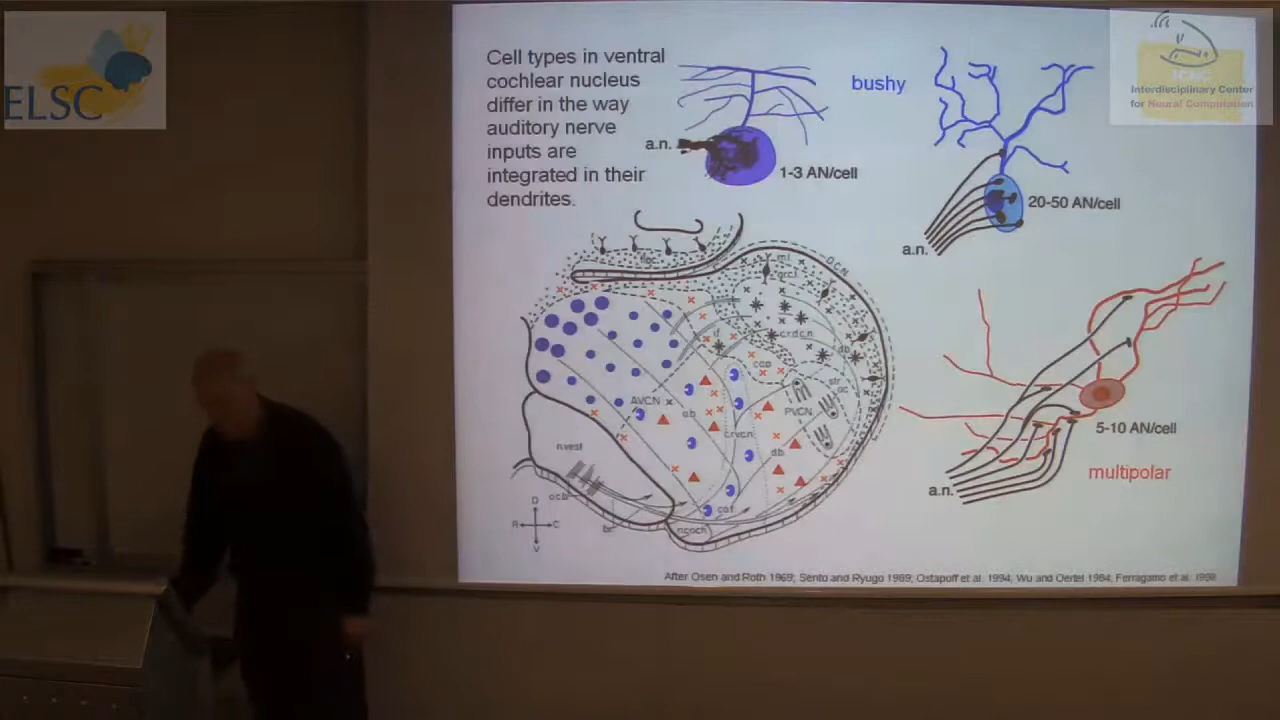 ELSC
Cell types in ventral
cochlear nucleus
differ in the way
auditory nerve
inputs are
integrated in their
dendrites.
a.n.
1-3 AN/cell
bushy
ICNC
Interdisciplinary Center
for Neural Computation
20-50 AN/cell
a.n.
DCN
AVCN
PVCN
n.vest
ocb
D
R
C
V
5-10 AN/cell
multipolar
a.n.
After Osen and Roth 1969; Sento and Ryugo 1989; Ostapoff et al. 1994, Wu and Oertel 1984, Ferragamo et al. 1998